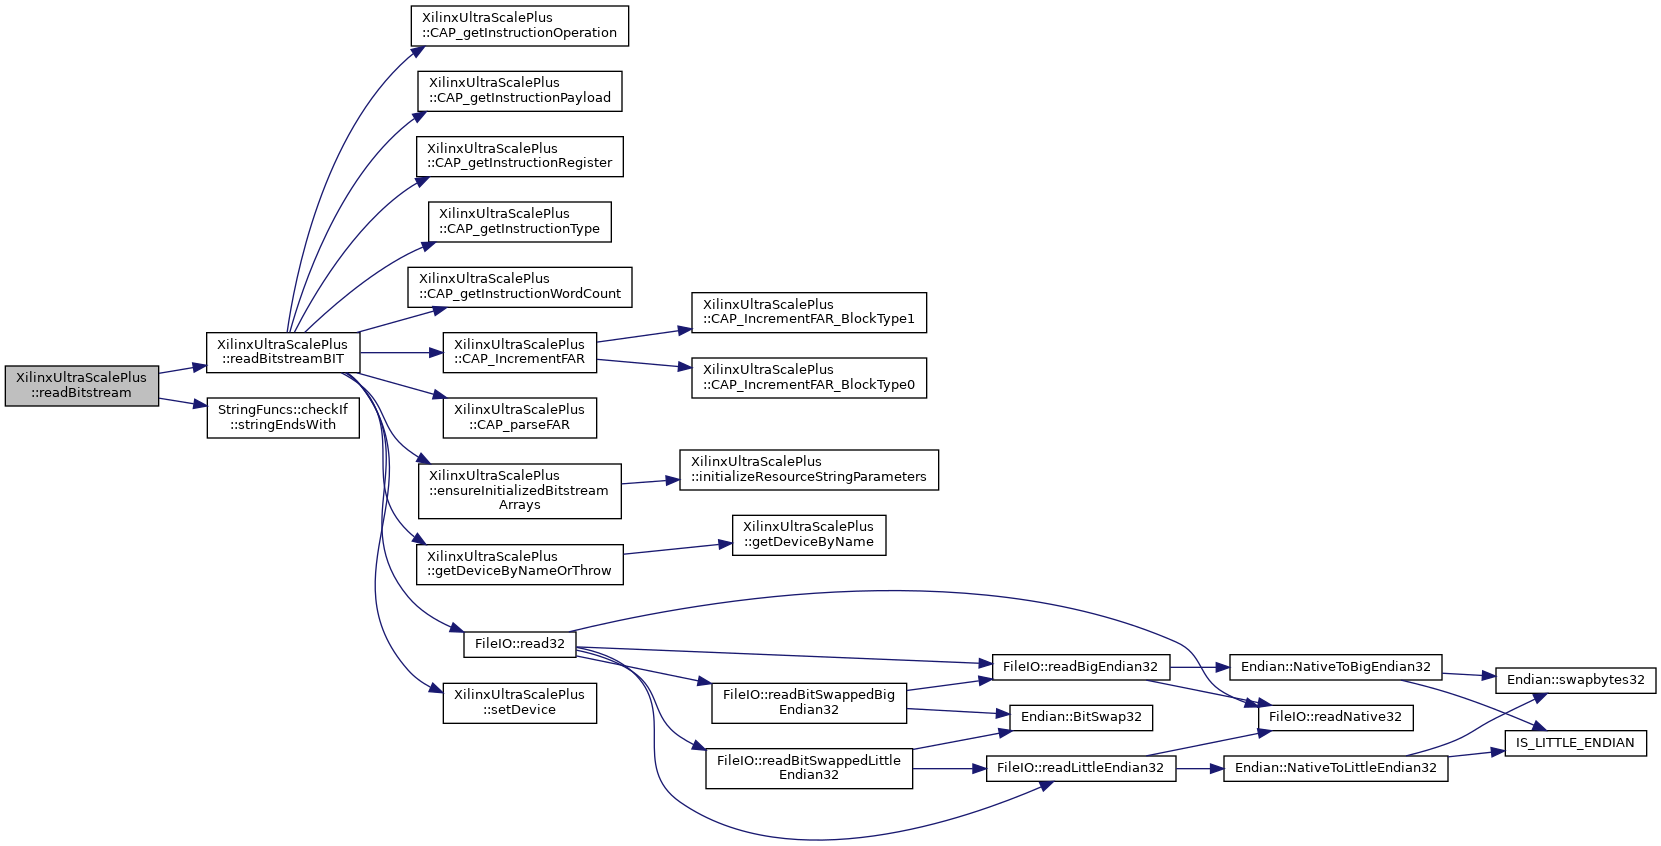 XilinxUltraScalePlus
::readBitstream
XilinxUltraScalePlus
::readBitstreamBIT
StringFuncs::checkIf
::stringEndsWith
XilinxUltraScalePlus
::CAP_getInstructionOperation
XilinxUltraScalePlus
::CAP_getInstructionPayload
XilinxUltraScalePlus
::CAP_getInstructionRegister
XilinxUltraScalePlus
::CAP_getInstructionType
XilinxUltraScalePlus
::CAP_getInstructionWordCount
XilinxUltraScalePlus
::CAP_IncrementFAR
XilinxUltraScalePlus
::CAP_parseFAR
XilinxUltraScalePlus
::ensureInitializedBitstream
Arrays
XilinxUltraScalePlus
::getDeviceByNameOrThrow
FileIO::read32
XilinxUltraScalePlus
::setDevice
XilinxUltraScalePlus
::CAP_IncrementFAR_BlockType1
XilinxUltraScalePlus
::CAP_IncrementFAR_BlockType0
XilinxUltraScalePlus
::initializeResourceStringParameters
XilinxUltraScalePlus
::getDeviceByName
FileIO::readBitSwappedBig
Endian32
FileIO::readBitSwappedLittle
Endian32
FileIO::readBigEndian32
Endian::BitSwap32
FileIO::readLittleEndian32
Endian::NativeToBigEndian32
FileIO::readNative32
Endian::NativeToLittleEndian32
Endian::swapbytes32
IS_LITTLE_ENDIAN